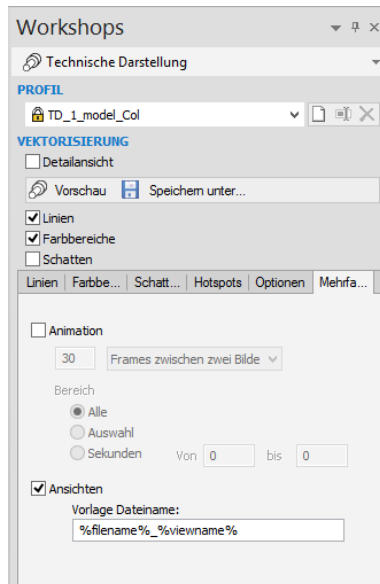 Workshops
Technische Darstellung
PROFIL
TD_1_model_Col
VEKTORISIERUNG
Detailansicht
Vorschau Speichern unter...
Linien
Farbbereiche
Schatten
Linien Farbbe... Schatt... Hotspots Optionen Mehrfa...
Animation
30 Frames zwischen zwei Bilde
Bereich
Alle
Auswahl
Sekunden Von 0 bis 0
Ansichten
Vorlage Dateiname:
%filename%_%viewname%